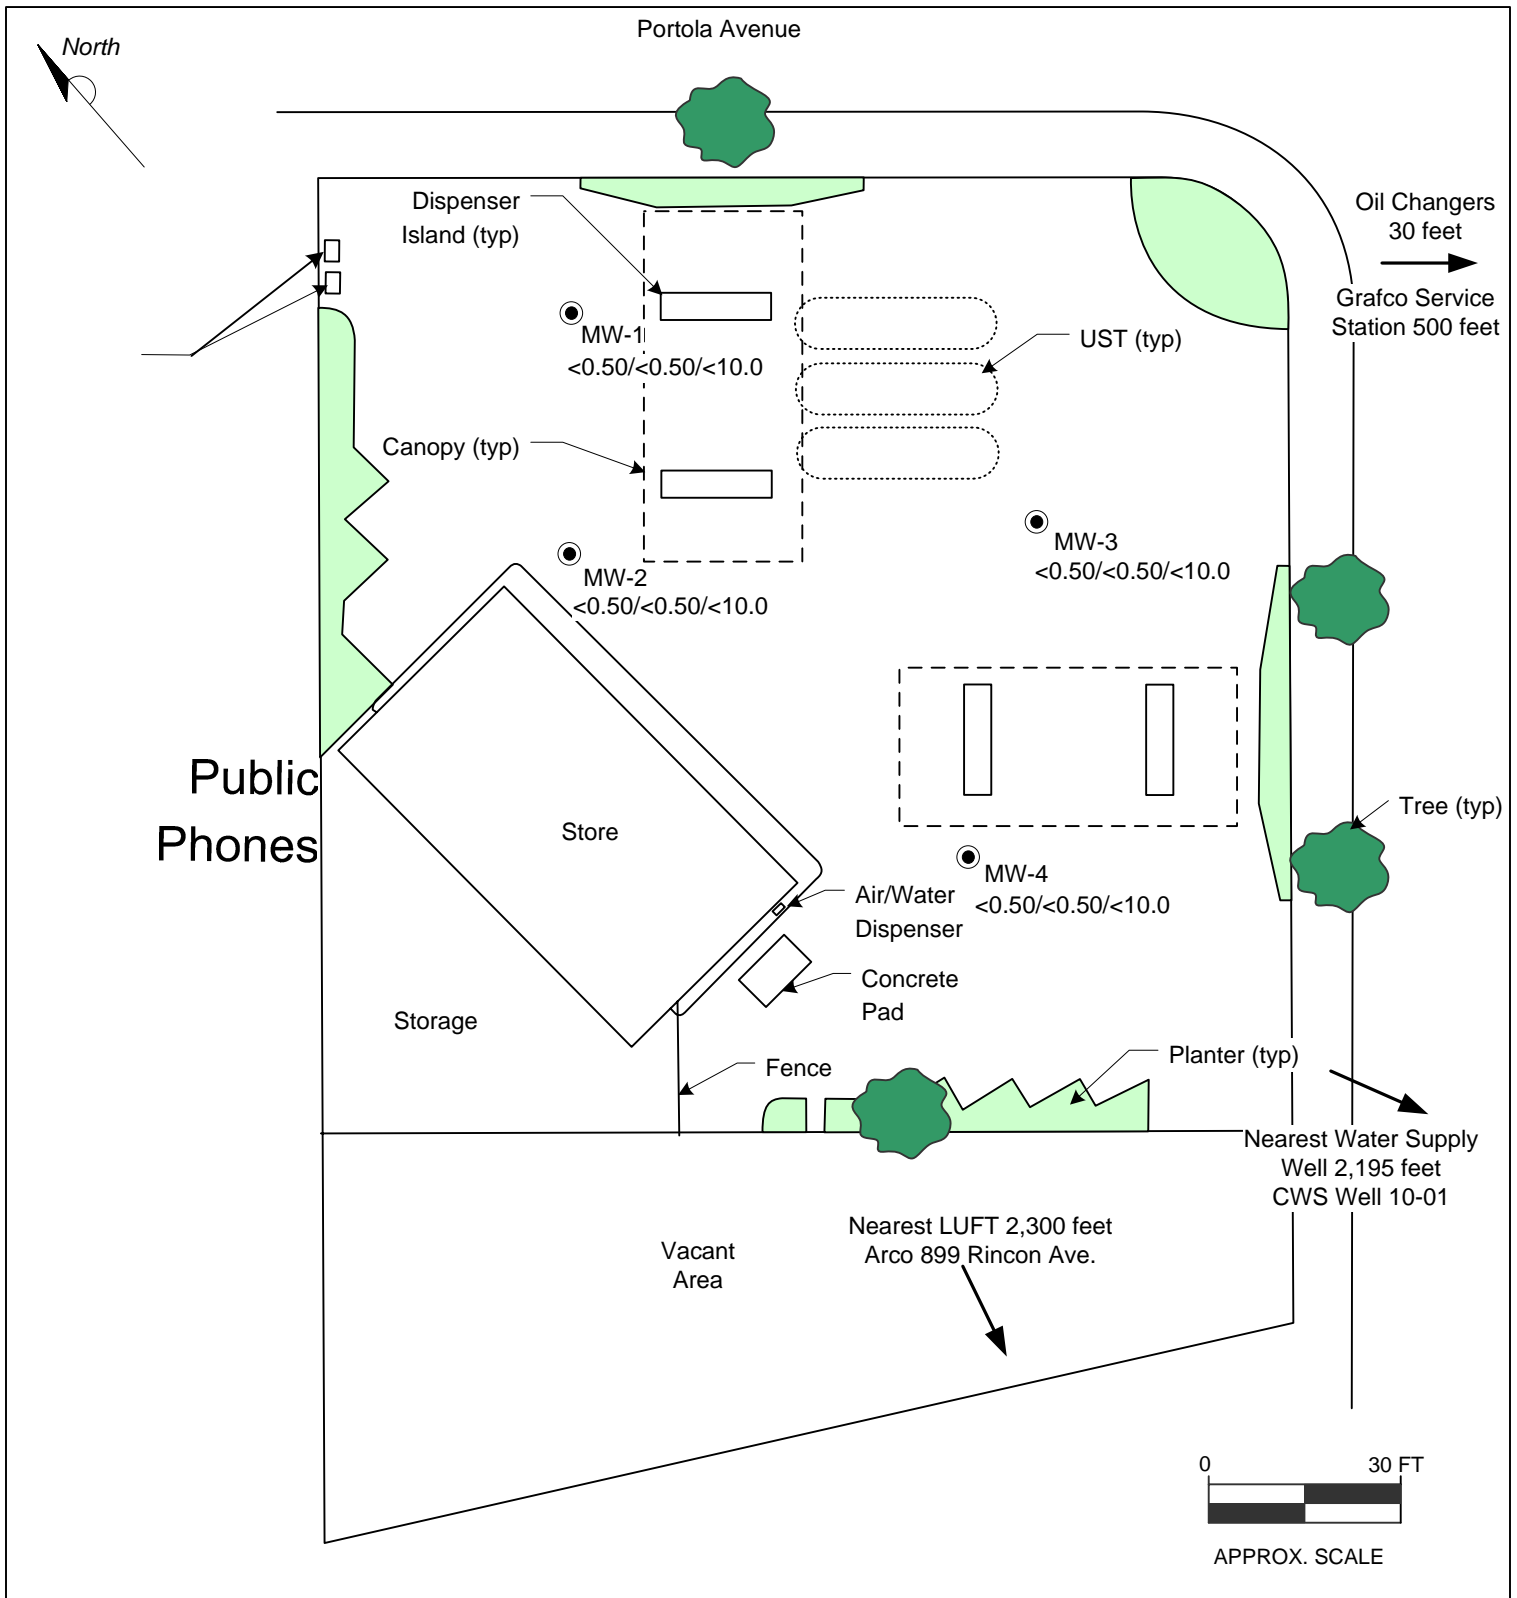 Portola Avenue
North
Dispenser
Island (typ)
Oil Changers
30 feet
Grafco Service
Station 500 feet
MW-1
<0.50/<0.50/<10.0
UST (typ)
Canopy (typ)
MW-3
<0.50/<0.50/<10.0
MW-2
<0.50/<0.50/<10.0
Public
Phones
Store
Tree (typ)
MW-4
<0.50/<0.50/<10.0
Air/Water
Dispenser
Concrete
Pad
Storage
Fence
Planter (typ)
Nearest Water Supply
Well 2,195 feet
CWS Well 10-01
Nearest LUFT 2,300 feet
Arco 899 Rincon Ave.
Vacant
Area
0
30 FT
APPROX. SCALE